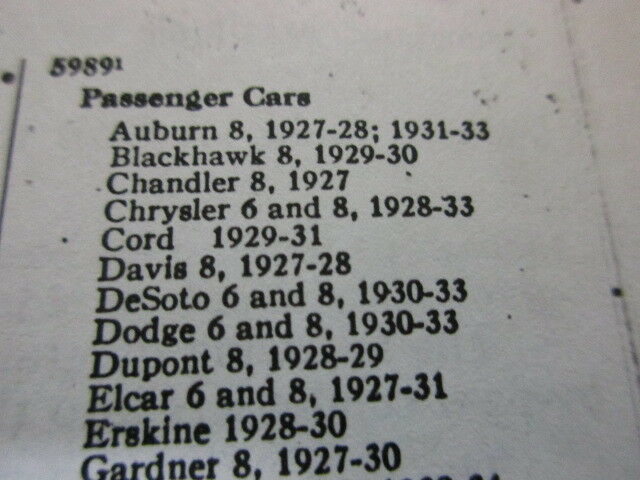 59891
Passenger Cars
Auburn 8, 1927-28; 1931-33
Blackhawk 8, 1929-30
Chandler 8, 1927
Chrysler 6 and 8, 1928-33
Cord 1929-31
Davis 8, 1927-28
DeSoto 6 and 8, 1930-33
Dodge 6 and 8, 1930-33
Dupont 8, 1928-29
Elcar 6 and 8, 1927-31
Erskine 1928-30
Gardner 8, 1927-30